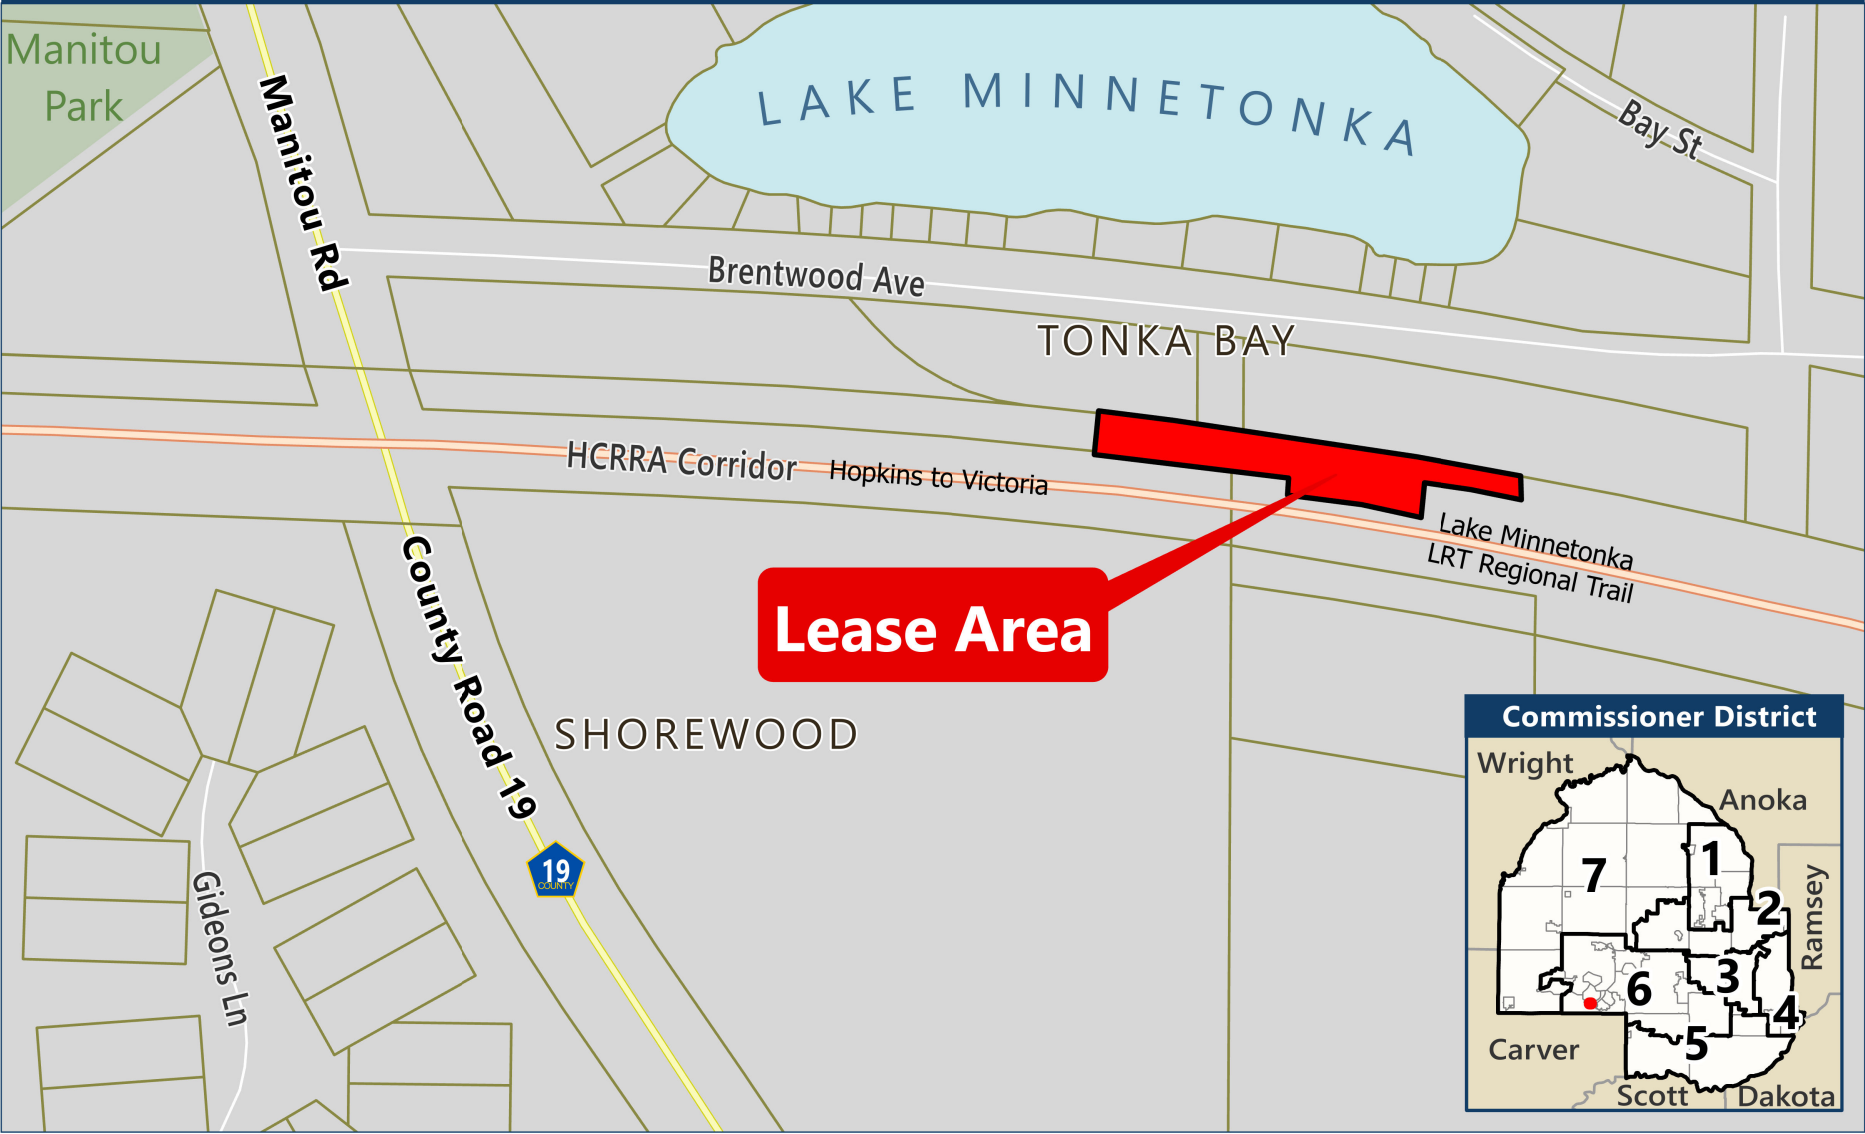 Manitou
Park
Manitou Rd
LAKE MINNETONKA
Bay St
Brentwood Ave
TONKA BAY
HCRRA Corridor
Hopkins to Victoria
Lake Minnetonka
LRT Regional Trail
Lease Area
County Road 19
SHOREWOOD
19
COUNTY
Gideons Ln
Commissioner District
Wright
Anoka
1
7
2
Ramsey
3
6
4
5
Carver
Scott
Dakota